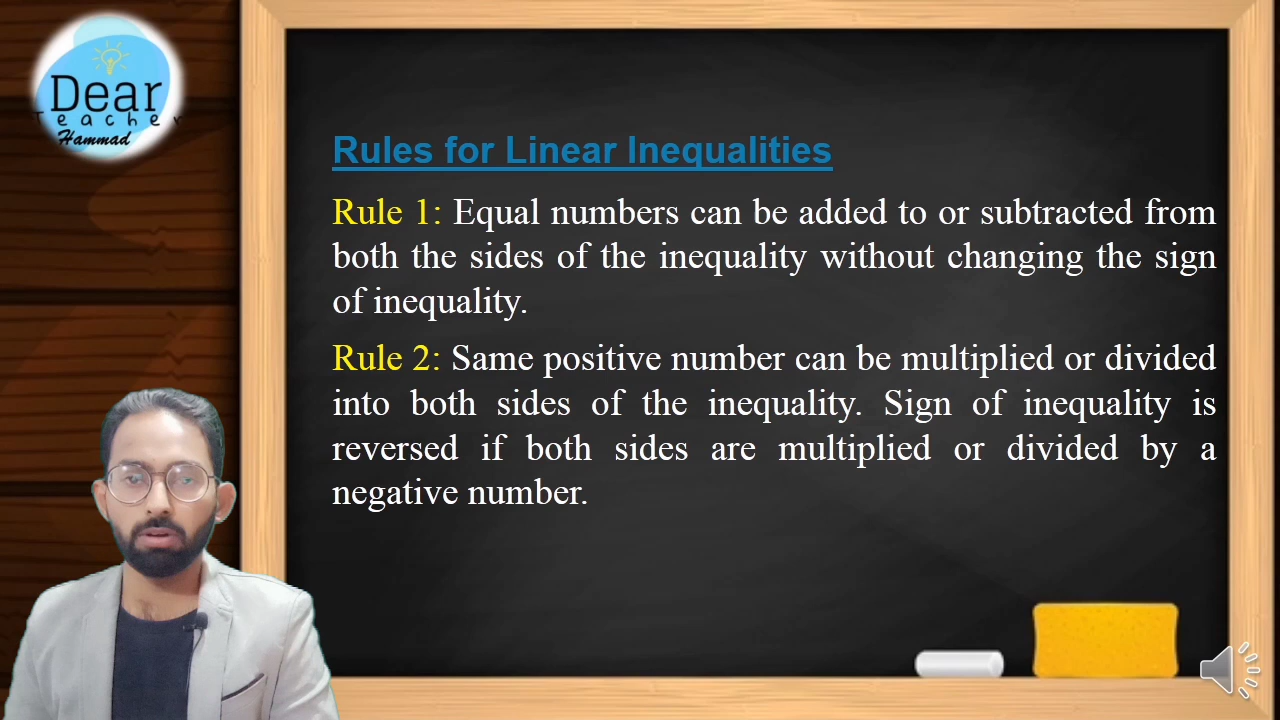 Dear
Teacher
Hammad
Rules for Linear Inequalities
Rule 1: Equal numbers can be added to or subtracted from
both the sides of the inequality without changing the sign
of inequality.
Rule 2: Same positive number can be multiplied or divided
into both sides of the inequality. Sign of inequality is
reversed if both sides are multiplied or divided by a
negative number.